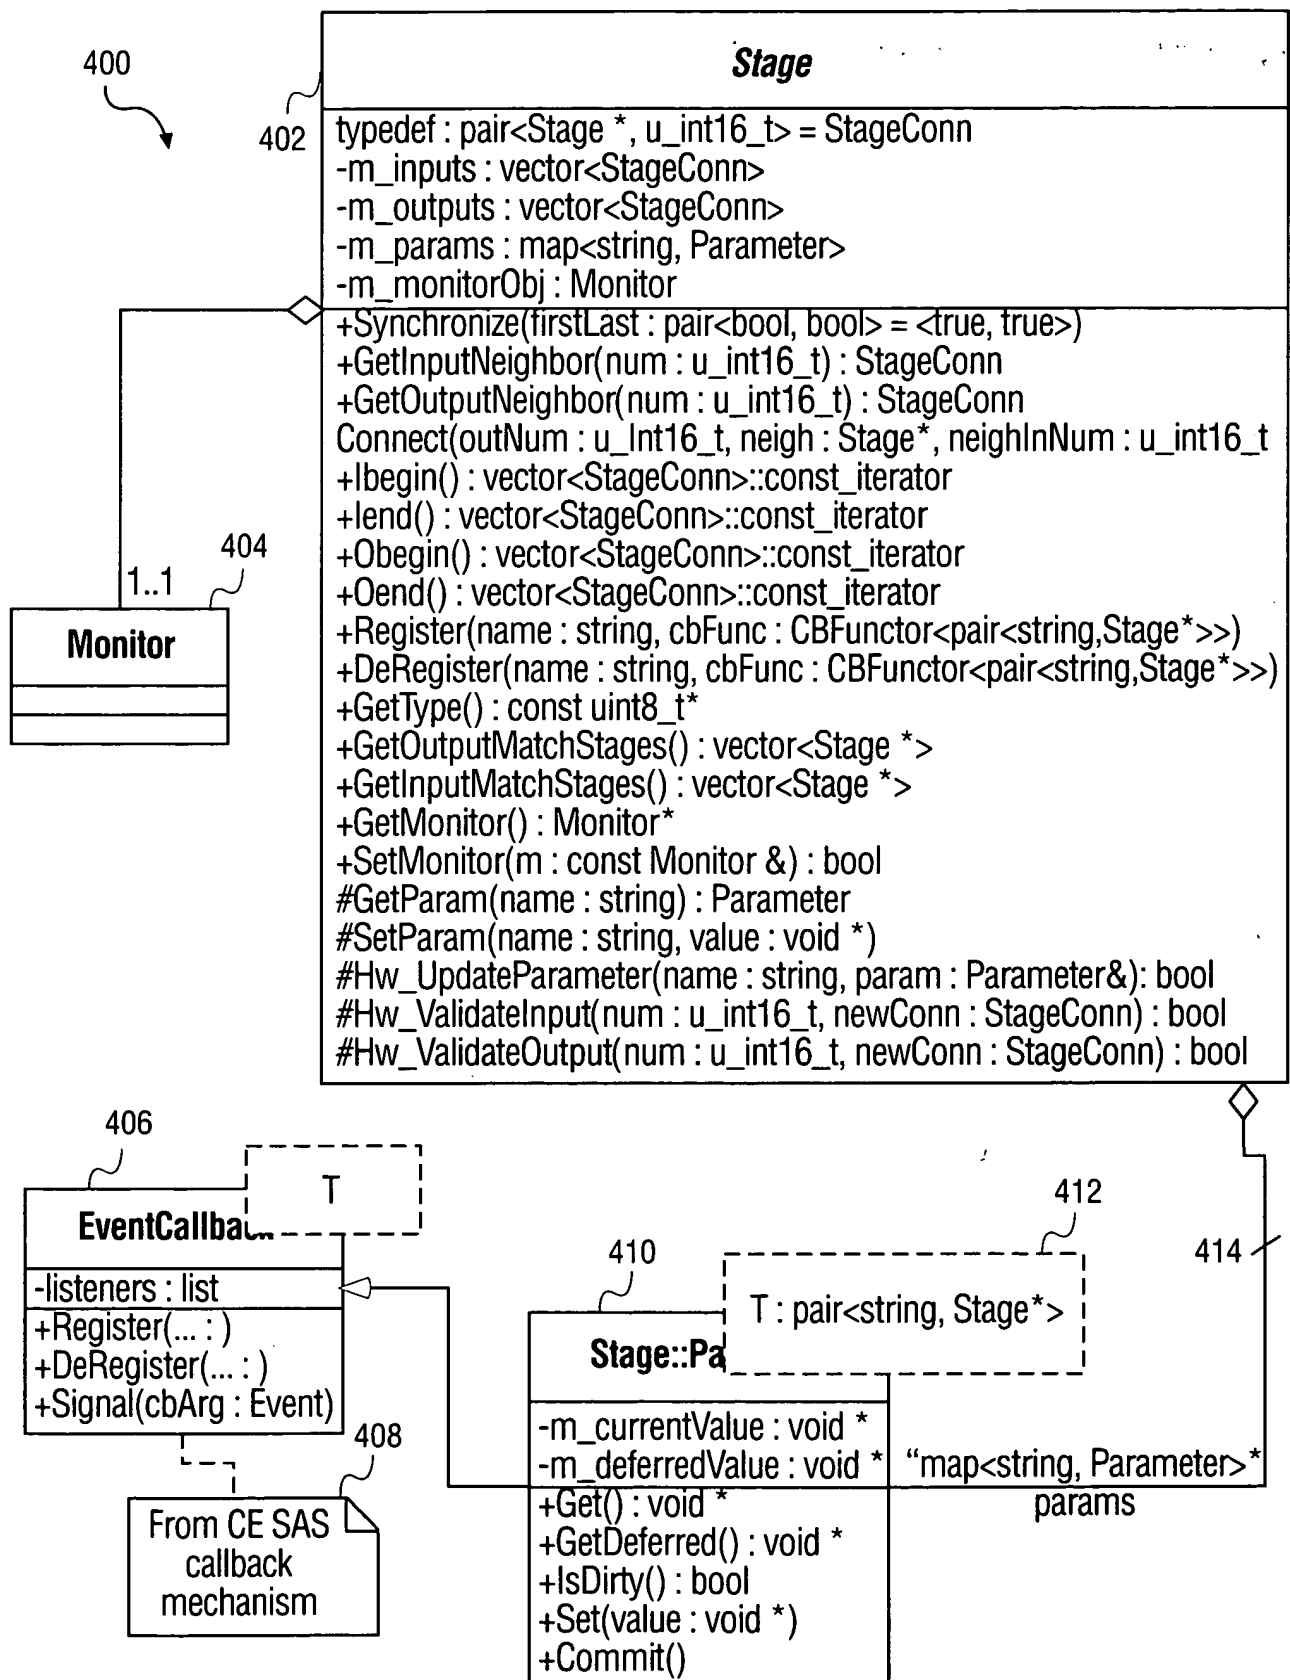 400
402
Stage
typedef : pair<Stage *, u_int16_t> = StageConn
-m_inputs : vector<StageConn>
-m_outputs : vector<StageConn>
-m_params : map<string, Parameter>
-m_monitorObj : Monitor
+Synchronize(firstLast : pair<bool, bool> = <true, true>)
+GetInputNeighbor(num : u_int16_t) : StageConn
+GetOutputNeighbor(num : u_int16_t) : StageConn
Connect(outNum : u_Int16_t, neigh : Stage*, neighInNum : u_int16_t
+Ibegin() : vector<StageConn>::const_iterator
+Iend() : vector<StageConn>::const_iterator
+Obegin() : vector<StageConn>::const_iterator
+Oend() : vector<StageConn>::const_iterator
+Register(name : string, cbFunc : CBFunctor<pair<string,Stage*>>)
+DeRegister(name : string, cbFunc : CBFunctor<pair<string,Stage*>>)
+GetType() : const uint8_t*
+GetOutputMatchStages() : vector<Stage *>
+GetInputMatchStages() : vector<Stage *>
+GetMonitor() : Monitor*
+SetMonitor(m : const Monitor &) : bool
#GetParam(name : string) : Parameter
#SetParam(name : string, value : void *)
#Hw_UpdateParameter(name : string, param : Parameter&): bool
#Hw_ValidateInput(num : u_int16_t, newConn : StageConn) : bool
#Hw_ValidateOutput(num : u_int16_t, newConn : StageConn) : bool
404
1..1
Monitor
406
T
EventCallba
-listeners : list
+Register(... : )
+DeRegister(... : )
+Signal(cbArg : Event)
408
From CE SAS
callback
mechanism
410
412
414
T : pair<string, Stage*>
Stage::Pa
-m_currentValue : void *
-m_deferredValue : void *
+Get() : void *
+GetDeferred() : void *
+IsDirty() : bool
+Set(value : void *)
+Commit()
“map<string, Parameter>*
params